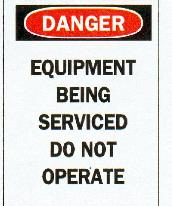 DANGER
EQUIPMENT
BEING
SERVICED
DO NOT
OPERATE